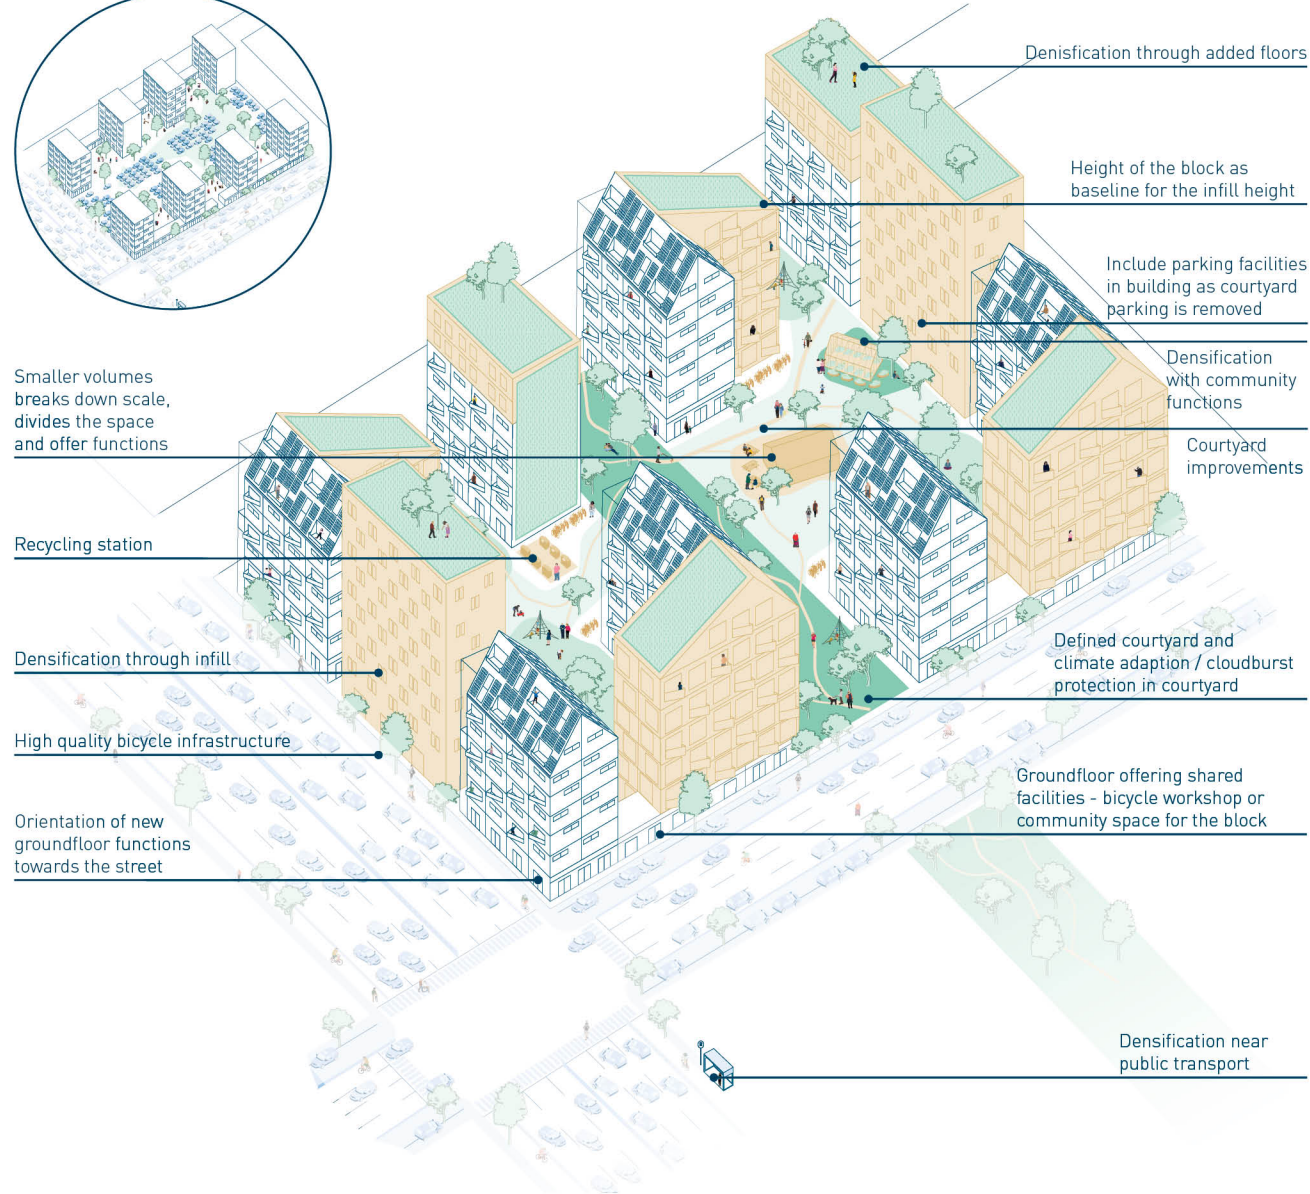 Denisfication through added floors
Height of the block as
baseline for the infill height
Include parking facilities
in building as courtyard
parking is removed
Densification
with community
functions
Courtyard
improvements
Smaller volumes
breaks down scale,
divides the space
and offer functions
Recycling station
Densification through infill
High quality bicycle infrastructure
Orientation of new
groundfloor functions
towards the street
Defined courtyard and
climate adaption / cloudburst
protection in courtyard
Groundfloor offering shared
facilities - bicycle workshop or
community space for the block
Densification near
public transport